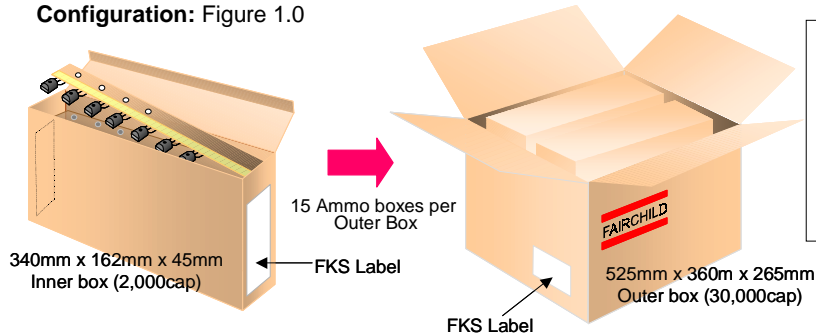 Configuration: Figure 1.0
15 Ammo boxes per
Outer Box
FAIRCHILD
340mm x 162mm x 45mm
Inner box (2,000cap)
FKS Label
525mm x 360m x 265mm
Outer box (30,000cap)
FKS Label